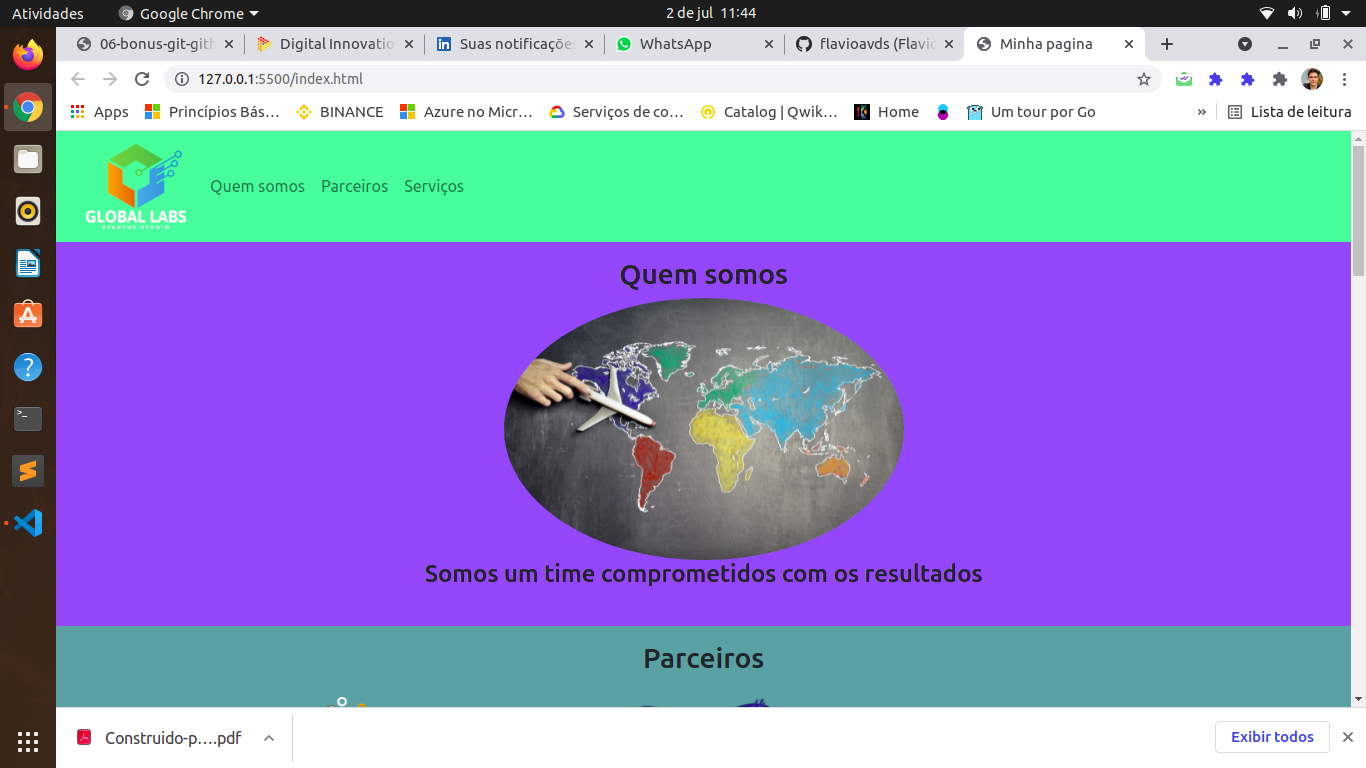 Atividades
Google Chrome
2 de jul 11:44
06-bonus-git-gith
Digital Innovatio
Suas notificaçõe
WhatsApp
flavioavds (Flavio
Minha pagina
127.0.0.1:5500/index.html
Apps
Princípios Bás…
BINANCE
Azure no Micr…
Serviços de co…
Catalog | Qwik…
Home
Um tour por Go
»
Lista de leitura
GLOBAL LABS
STARTUP STUDIO
Quem somos
Parceiros
Serviços
Quem somos
Somos um time comprometidos com os resultados
Parceiros
Construido-p….pdf
Exibir todos